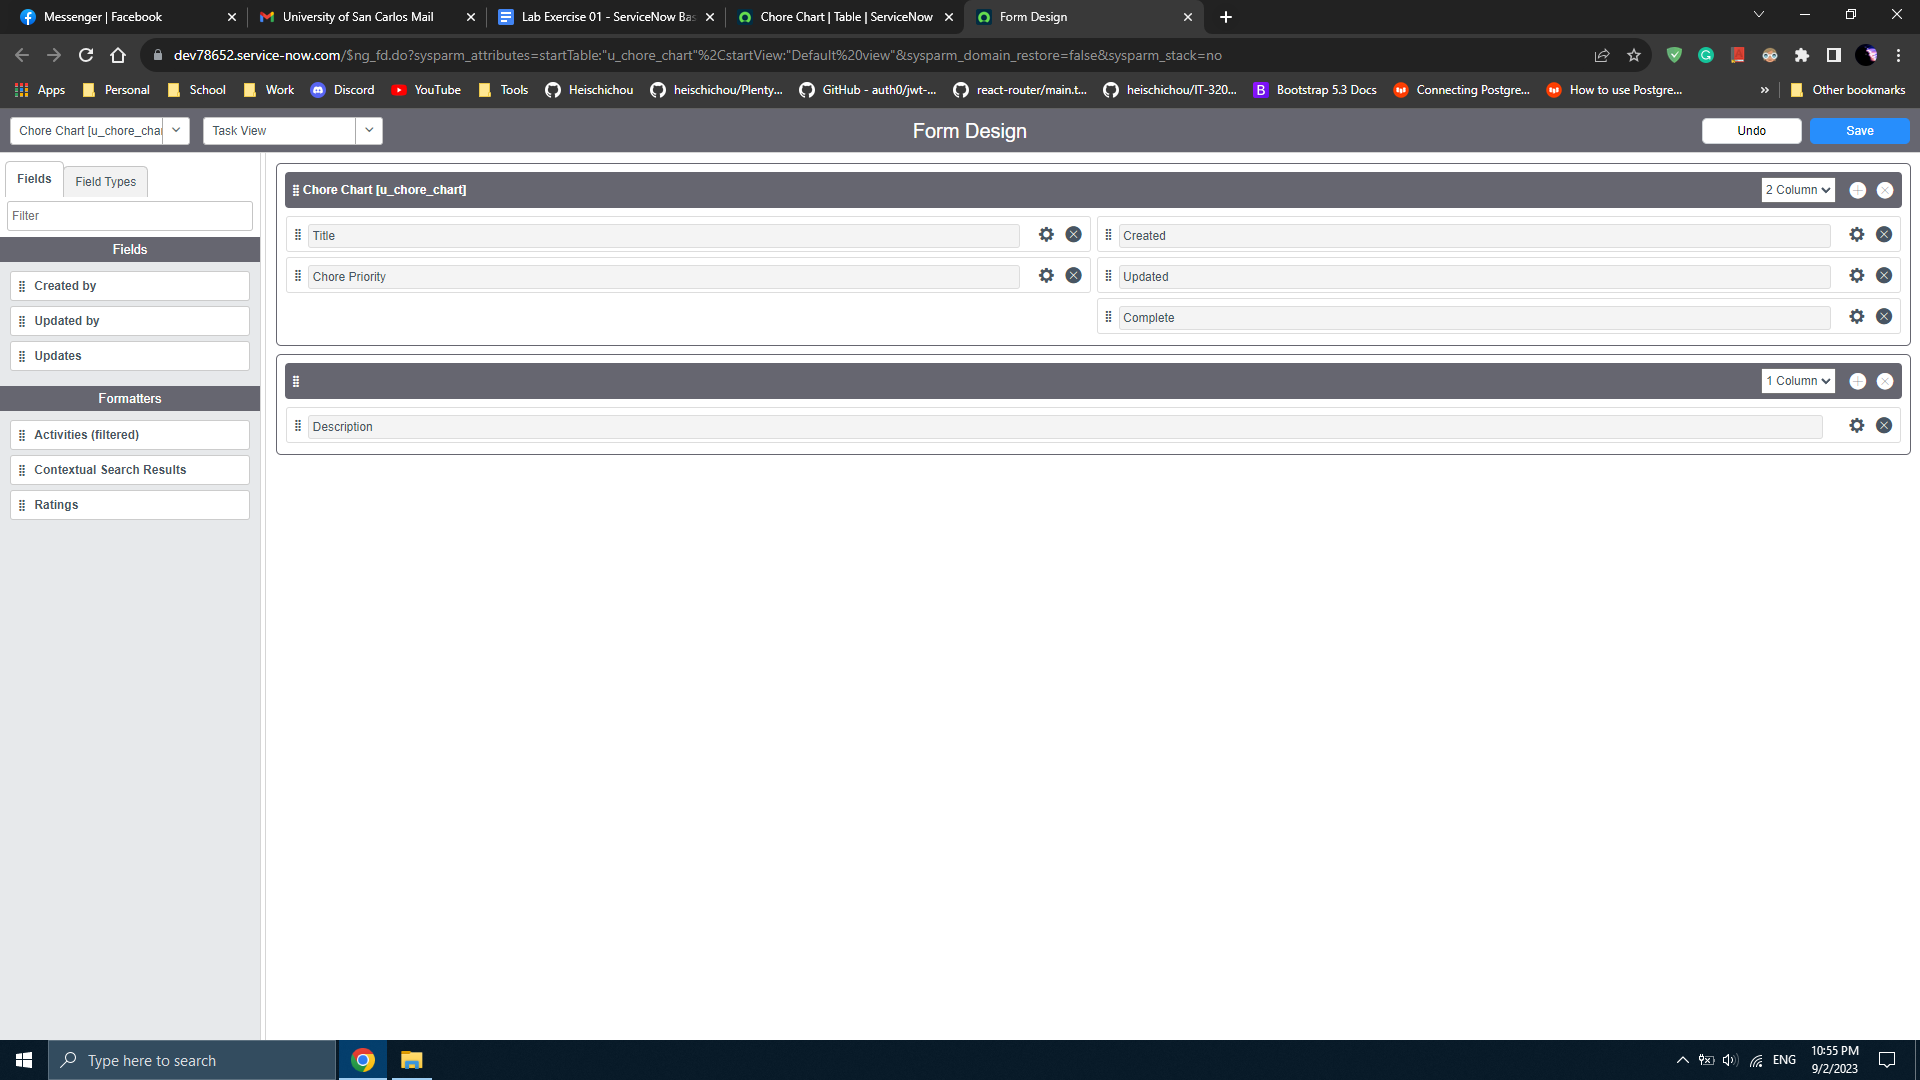 Messenger | Facebook
University of San Carlos Mail
Lab Exercise 01 - ServiceNow Bas
Chore Chart | Table | ServiceNow
Form Design
dev78652.service-now.com/$ng_fd.do?sysparm_attributes=startTable:"u_chore_chart"%2CstartView:"Default%20view"&sysparm_domain_restore=false&sysparm_stack=no
Apps
Personal
School
Work
Discord
YouTube
Tools
Heischichou
heischichou/Plenty...
GitHub - auth0/jwt-...
react-router/main.t...
heischichou/IT-320...
B
Bootstrap 5.3 Docs
Connecting Postgre...
How to use Postgre...
»
Other bookmarks
Chore Chart [u_chore_char
Task View
Form Design
Undo
Save
Fields
Field Types
Filter
Fields
Created by
Updated by
Updates
Formatters
Activities (filtered)
Contextual Search Results
Ratings
Chore Chart [u_chore_chart]
2 Column
Title
Created
Chore Priority
Updated
Complete
1 Column
Description
Type here to search
ENG
10:55 PM
9/2/2023